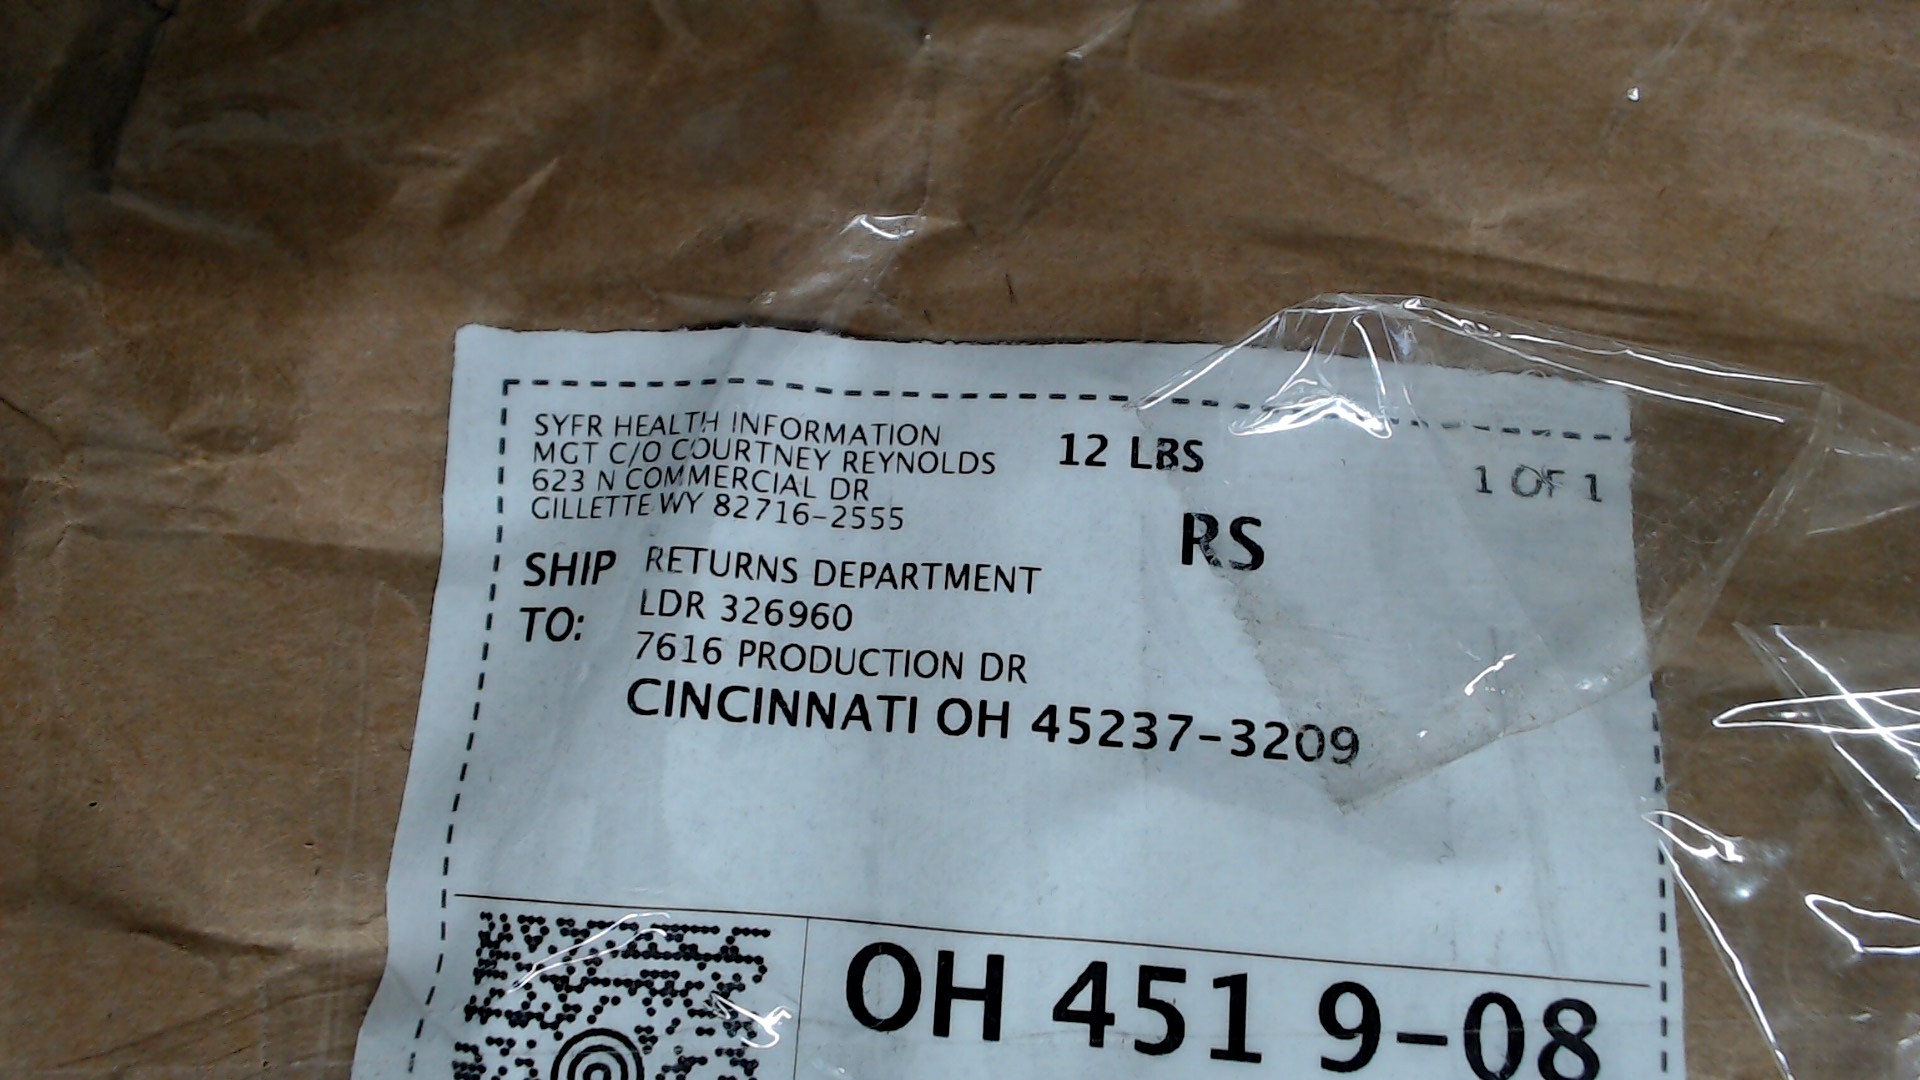 SYFR HEALTH INFORMATION
MGT C/O COURTNEY REYNOLDS
623 N COMMERCIAL DR
GILLETTE WY 82716-2555
12 LBS
1 OF 1
RS
SHIP TO:
RETURNS DEPARTMENT
LDR 326960
7616 PRODUCTION DR
CINCINNATI OH 45237-3209
OH 451 9-08